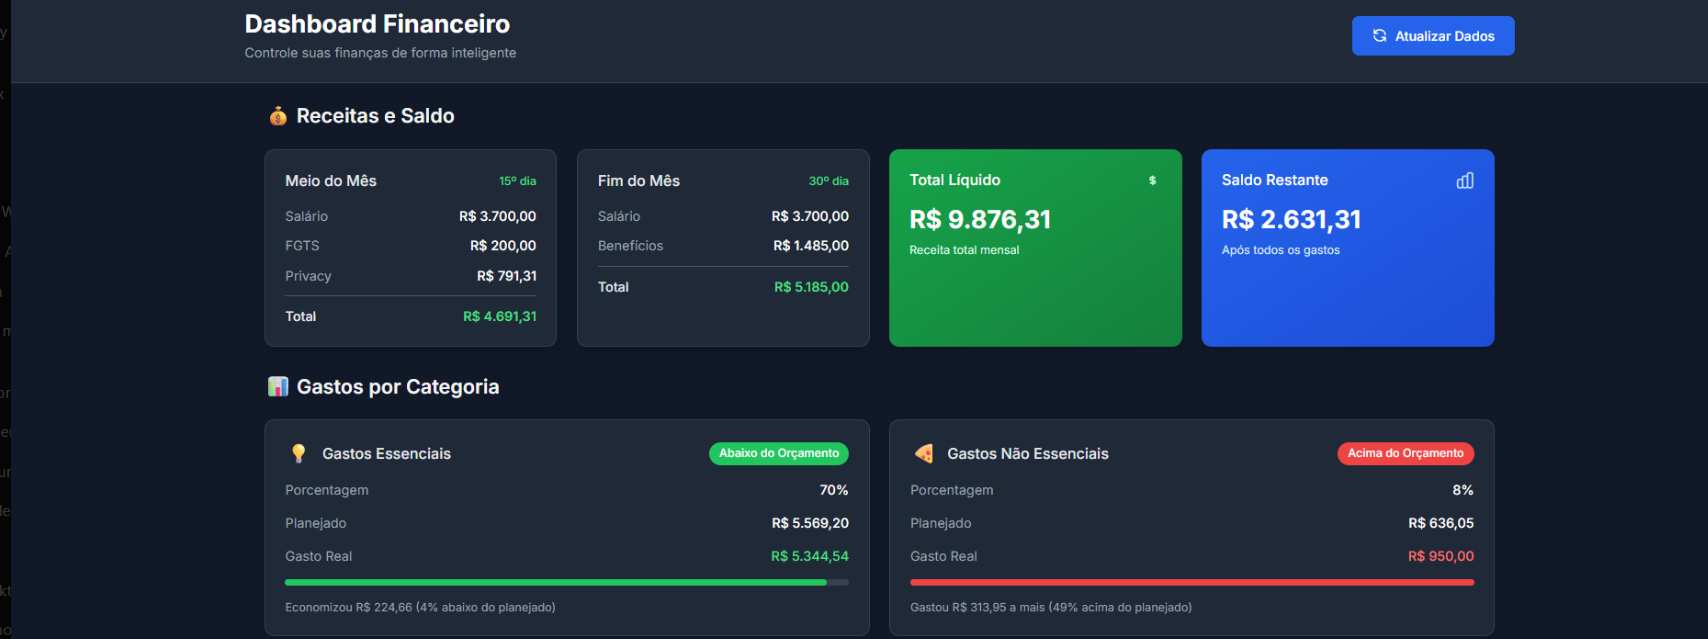 Dashboard Financeiro
Controle suas finanças de forma inteligente
Atualizar Dados
Receitas e Saldo
Meio do Mês 15º dia
Salário R$ 3.700,00
FGTS R$ 200,00
Privacy R$ 791,31
Total R$ 4.691,31
Fim do Mês 30º dia
Salário R$ 3.700,00
Benefícios R$ 1.485,00
Total R$ 5.185,00
Total Líquido $
R$ 9.876,31
Receita total mensal
Saldo Restante
R$ 2.631,31
Após todos os gastos
Gastos por Categoria
Gastos Essenciais Abaixo do Orçamento
Porcentagem 70%
Planejado R$ 5.569,20
Gasto Real R$ 5.344,54
Economizou R$ 224,66 (4% abaixo do planejado)
Gastos Não Essenciais Acima do Orçamento
Porcentagem 8%
Planejado R$ 636,05
Gasto Real R$ 950,00
Gastou R$ 313,95 a mais (49% acima do planejado)